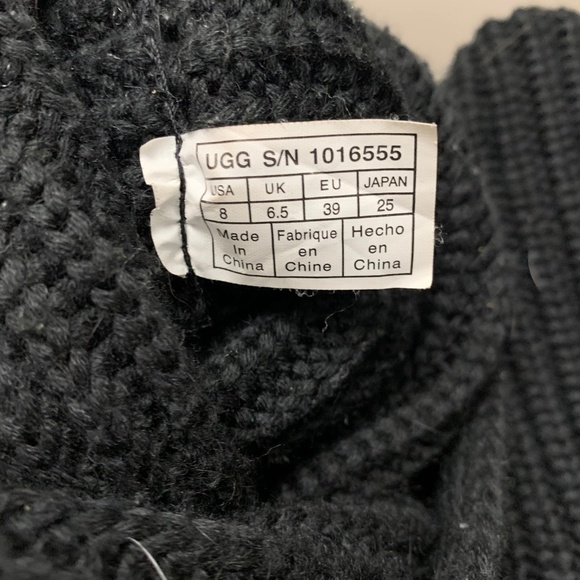 UGG S/N 1016555
USA UK EU JAPAN
8 6.5 39 25
Made Fabrique Hecho
In en en
China Chine China